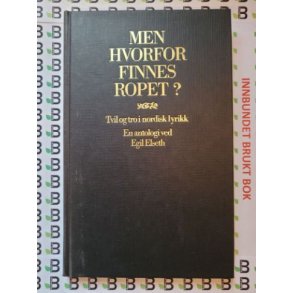 MEN
HVORFOR
FINNES
ROPET ?
Tvil og tro i nordisk lyrikk
En antologi ved
Egil Elseth
INNBUNDET BRUKT BOK